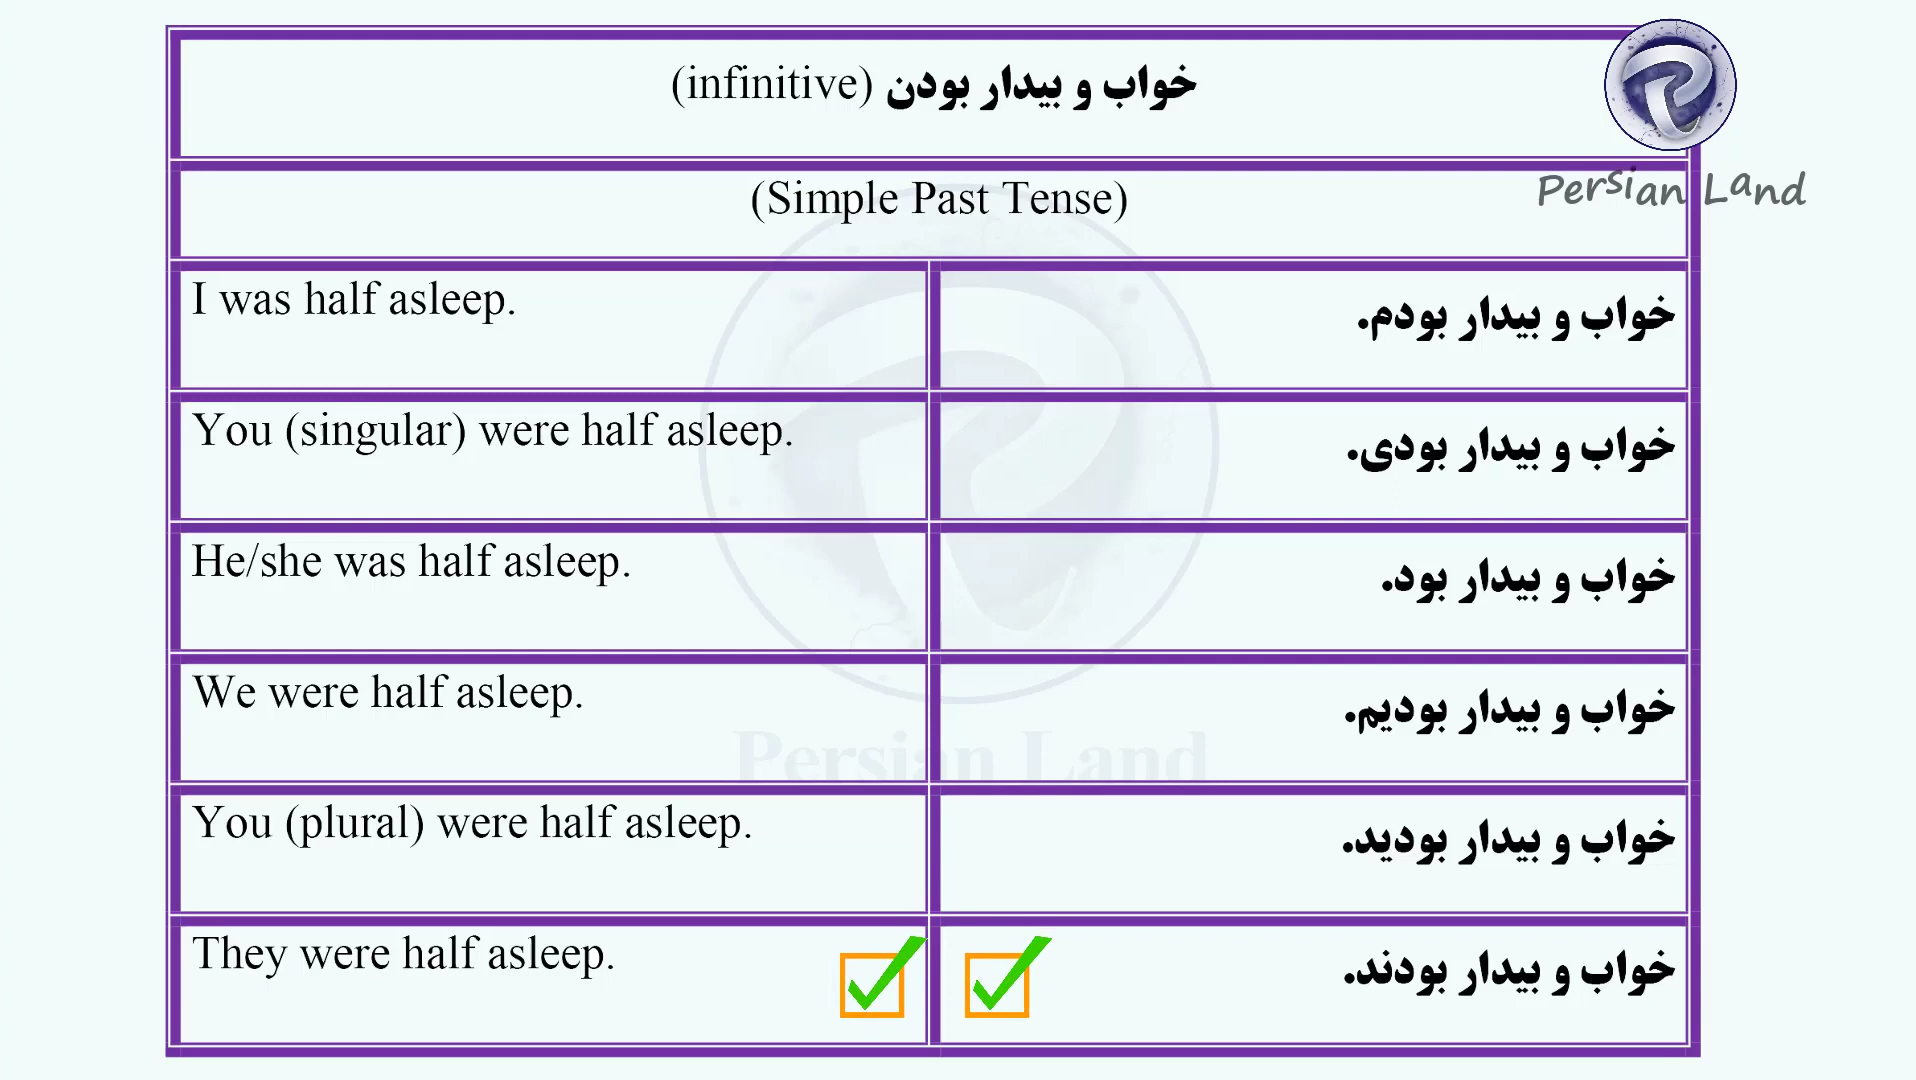 خواب و بیدار بودن (infinitive)
Persian Land
(Simple Past Tense)
I was half asleep.
خواب و بیدار بودم.
You (singular) were half asleep.
خواب و بیدار بودی.
He/she was half asleep.
خواب و بیدار بود.
We were half asleep.
خواب و بیدار بودیم.
Persian Land
You (plural) were half asleep.
خواب و بیدار بودید.
They were half asleep.
خواب و بیدار بودند.